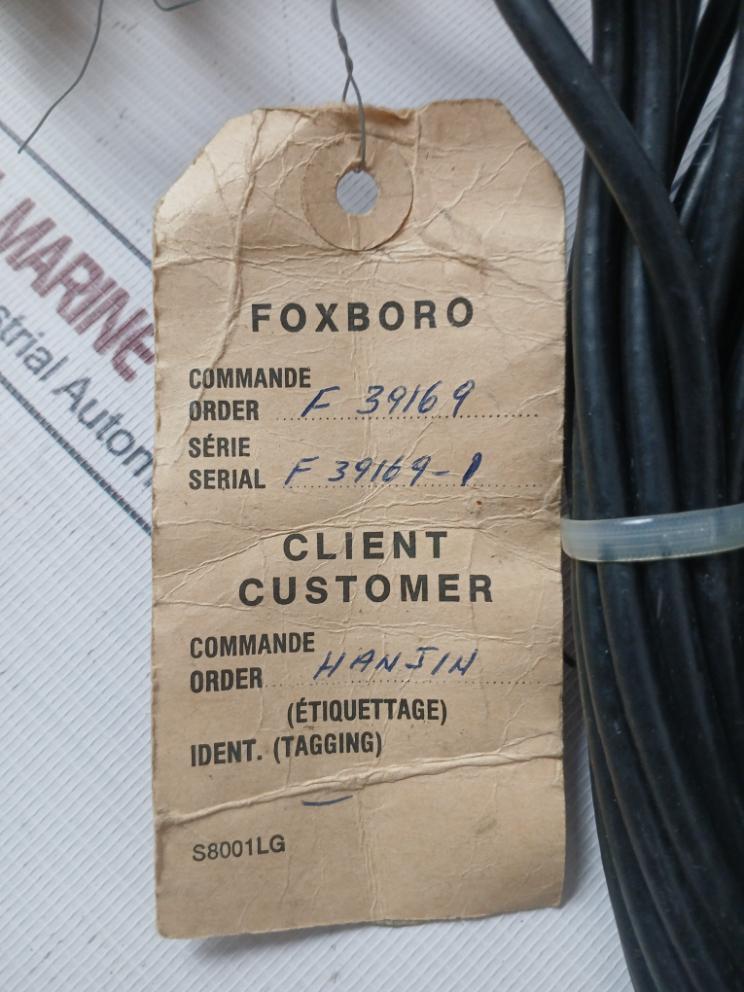 MARINE
strial Autom
FOXBORO
COMMANDE
ORDER F 39169
SÉRIE
SERIAL F 39169-1
CLIENT
CUSTOMER
COMMANDE
ORDER HANJIN
(ÉTIQUETTAGE)
IDENT. (TAGGING)
S8001LG